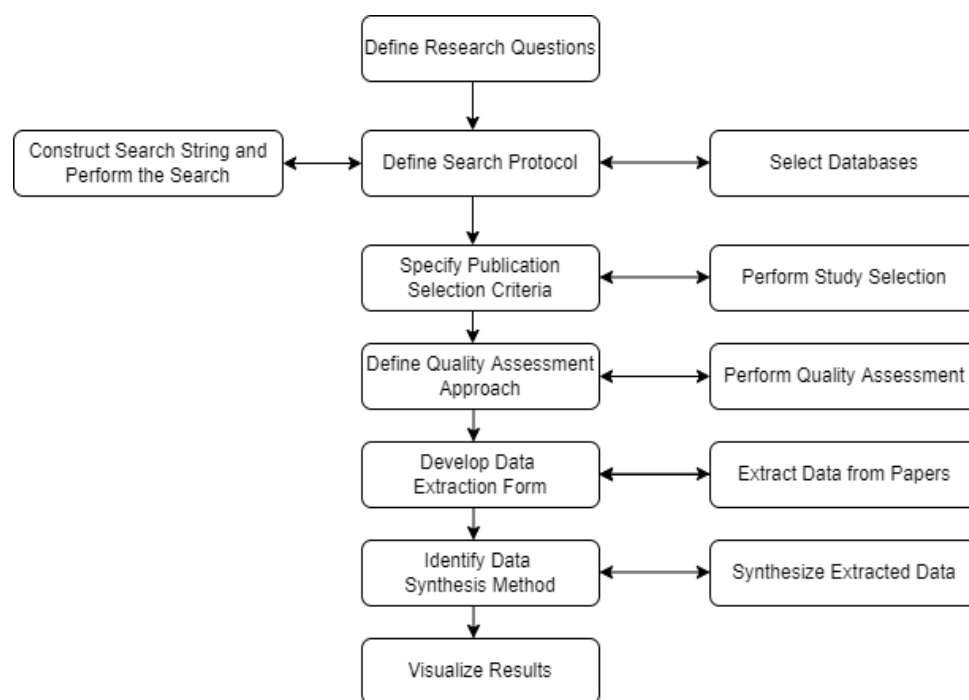 Define Research Questions
Construct Search String and
Perform the Search
Define Search Protocol
Select Databases
Specify Publication
Selection Criteria
Perform Study Selection
Define Quality Assessment
Approach
Perform Quality Assessment
Develop Data
Extraction Form
Extract Data from Papers
Identify Data
Synthesis Method
Synthesize Extracted Data
Visualize Results